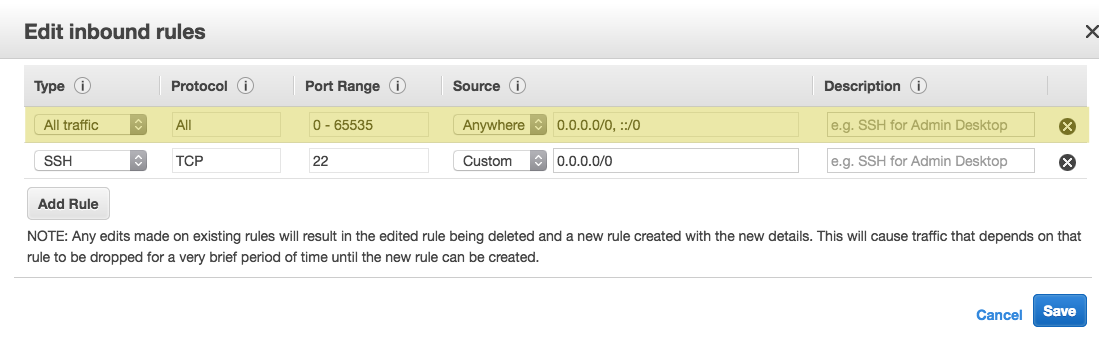 Edit inbound rules
Type Protocol Port Range Source Description
All traffic All 0 - 65535 Anywhere 0.0.0.0/0, ::/0 e.g. SSH for Admin Desktop
SSH TCP 22 Custom 0.0.0.0/0 e.g. SSH for Admin Desktop
Add Rule
NOTE: Any edits made on existing rules will result in the edited rule being deleted and a new rule created with the new details. This will cause traffic that depends on that
rule to be dropped for a very brief period of time until the new rule can be created.
Cancel Save